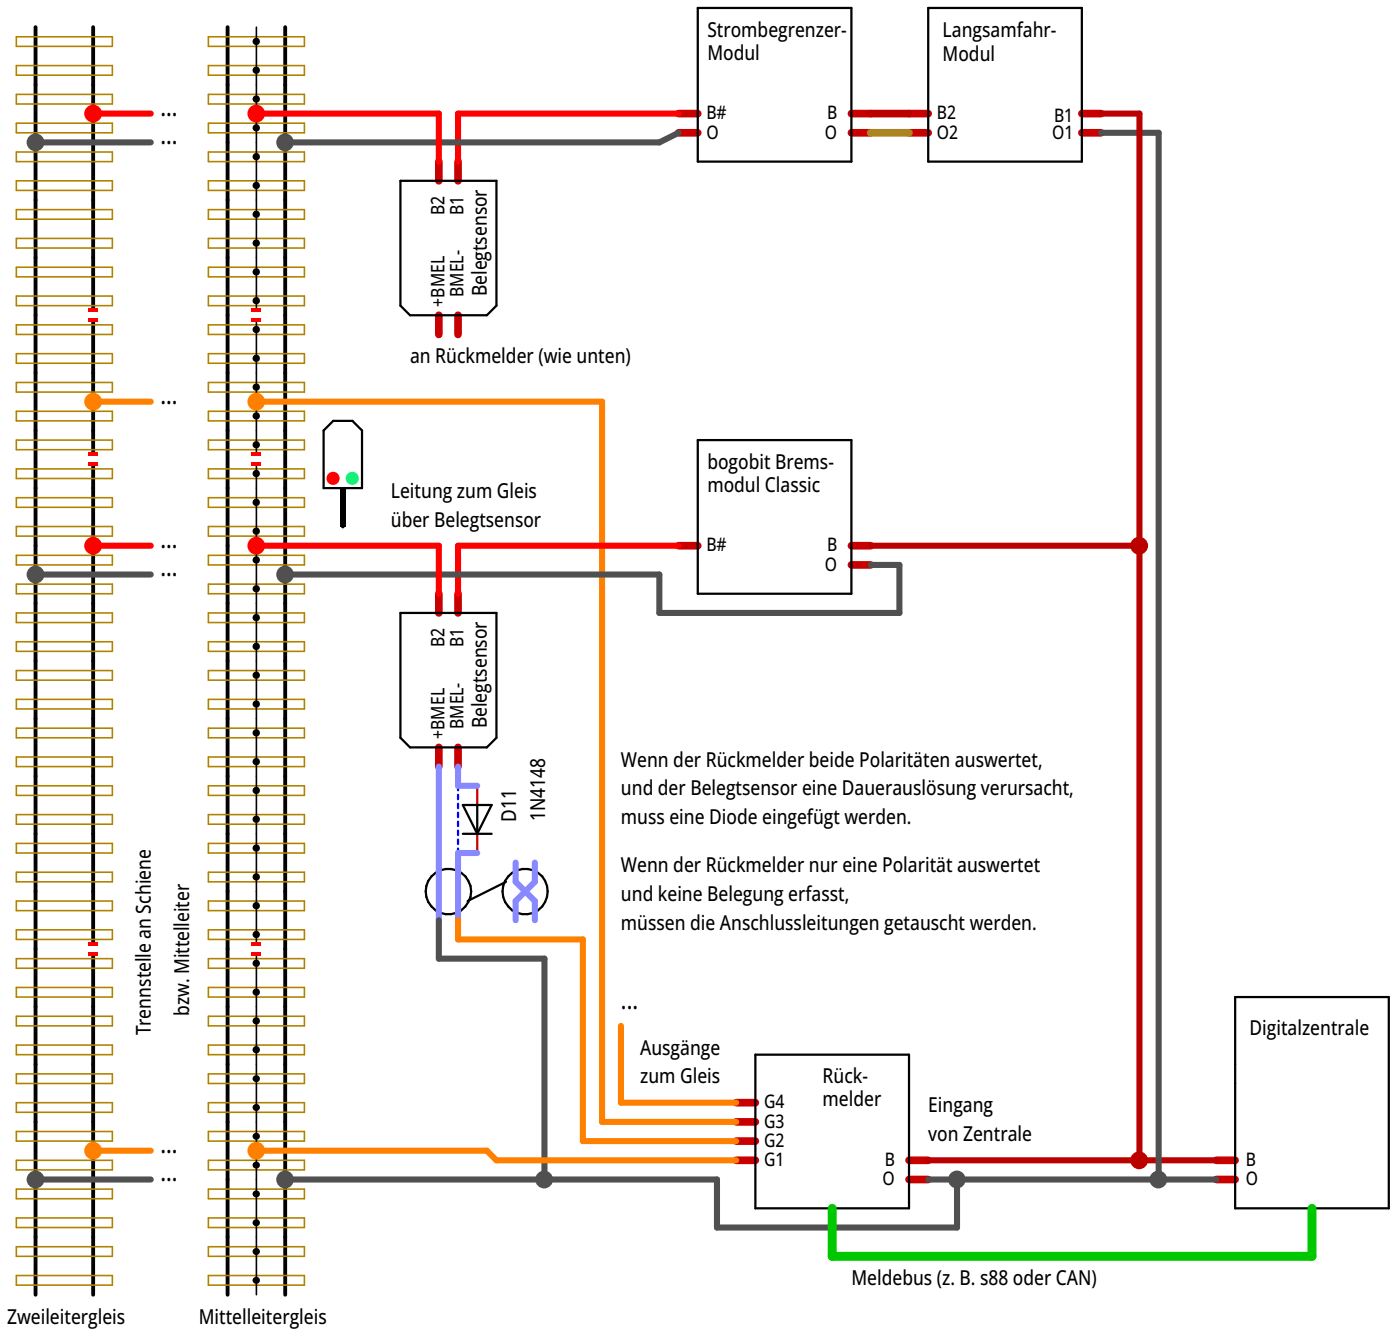 Strombegrenzer-
Modul
B#
O
B
O
Langsamfahr-
Modul
B2
O2
B1
O1
...
...
B2
B1
+BMEL
BMEL-
Belegtsensor
an Rückmelder (wie unten)
...
Leitung zum Gleis
über Belegtsensor
bogobit Brems-
modul Classic
B#
B
O
...
...
B2
B1
+BMEL
BMEL-
Belegtsensor
D11
1N4148
Wenn der Rückmelder beide Polaritäten auswertet,
und der Belegtsensor eine Dauerauslösung verursacht,
muss eine Diode eingefügt werden.
Wenn der Rückmelder nur eine Polarität auswertet
und keine Belegung erfasst,
müssen die Anschlussleitungen getauscht werden.
Trennstelle an Schiene
bzw. Mittelleiter
...
Ausgänge
zum Gleis
Rück-
melder
G4
G3
G2
G1
B
O
Eingang
von Zentrale
Digitalzentrale
B
O
...
...
Meldebus (z. B. s88 oder CAN)
Zweileitergleis
Mittelleitergleis